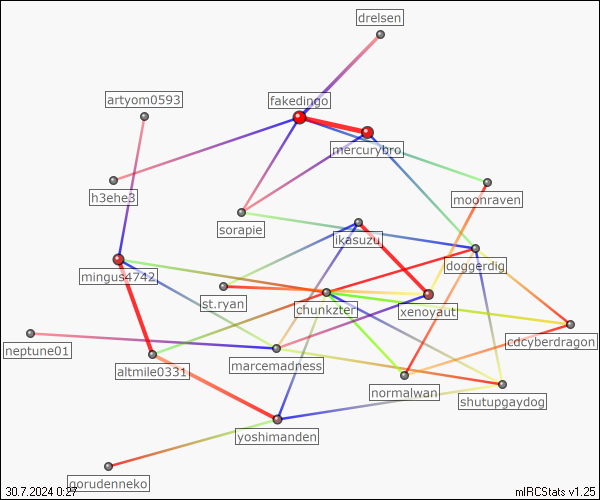 drelsen
artyom0593
fakedingo
mercurybro
h3ehe3
moonraven
sorapie
ikasuzu
doggerdig
mingus4742
st.ryan
chunkzter
xenoyaut
neptune01
cdcyberdragon
altmile0331
marcemadness
normalwan
shutupgaydog
yoshimanden
gorudenneko
30.7.2024 0:27
mIRCStats v1.25